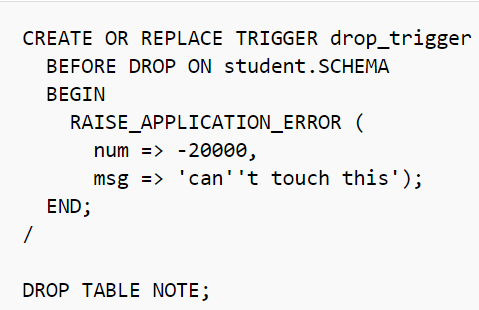 CREATE OR REPLACE TRIGGER drop_trigger
BEFORE DROP ON student.SCHEMA
BEGIN
RAISE_APPLICATION_ERROR (
num => -20000,
msg => 'can''t touch this');
END;
/
DROP TABLE NOTE;